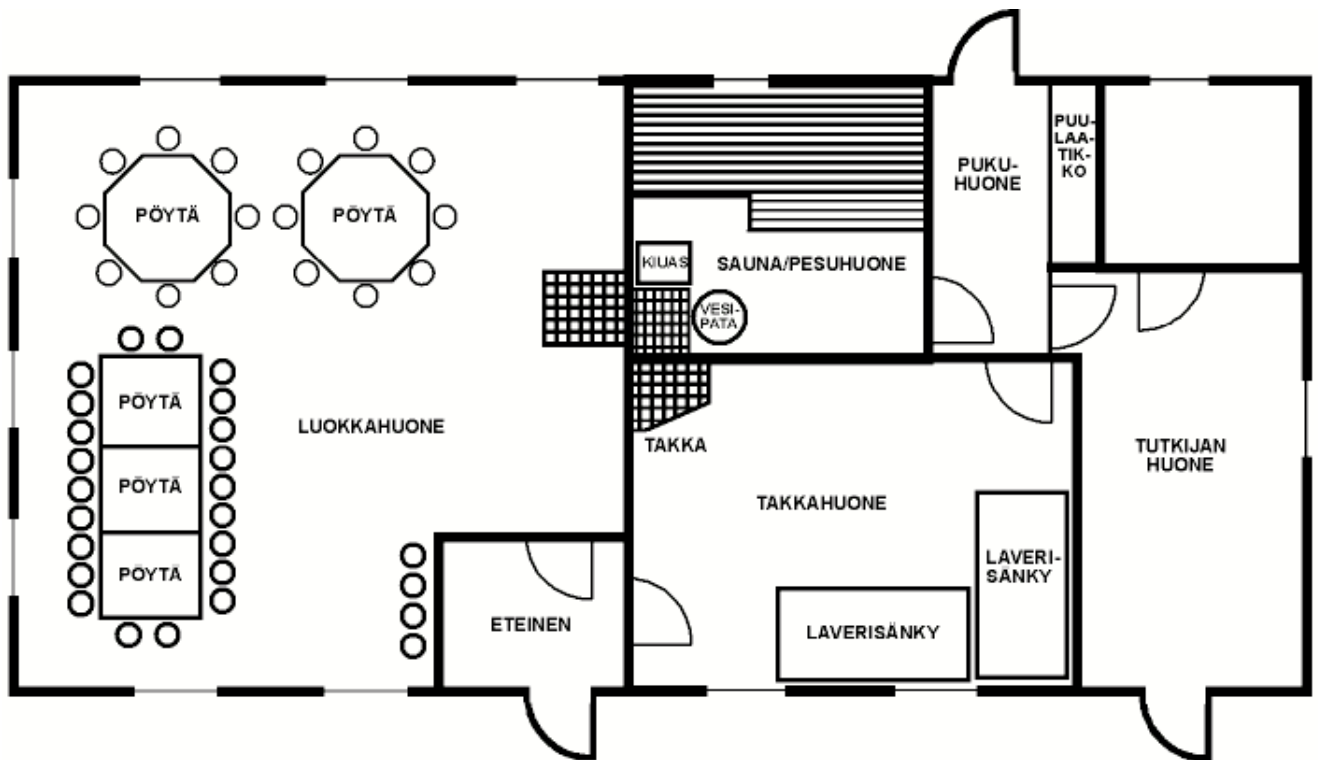 PÖYTÄ
PÖYTÄ
PUU-
LAA-
TIK-
KO
PUKU-
HUONE
KIUAS
SAUNA/PESUHUONE
VESI-
PATA
PÖYTÄ
LUOKKAHUONE
TAKKA
TUTKIJAN
HUONE
PÖYTÄ
TAKKAHUONE
PÖYTÄ
LAVERI-
SÄNKY
ETEINEN
LAVERISÄNKY